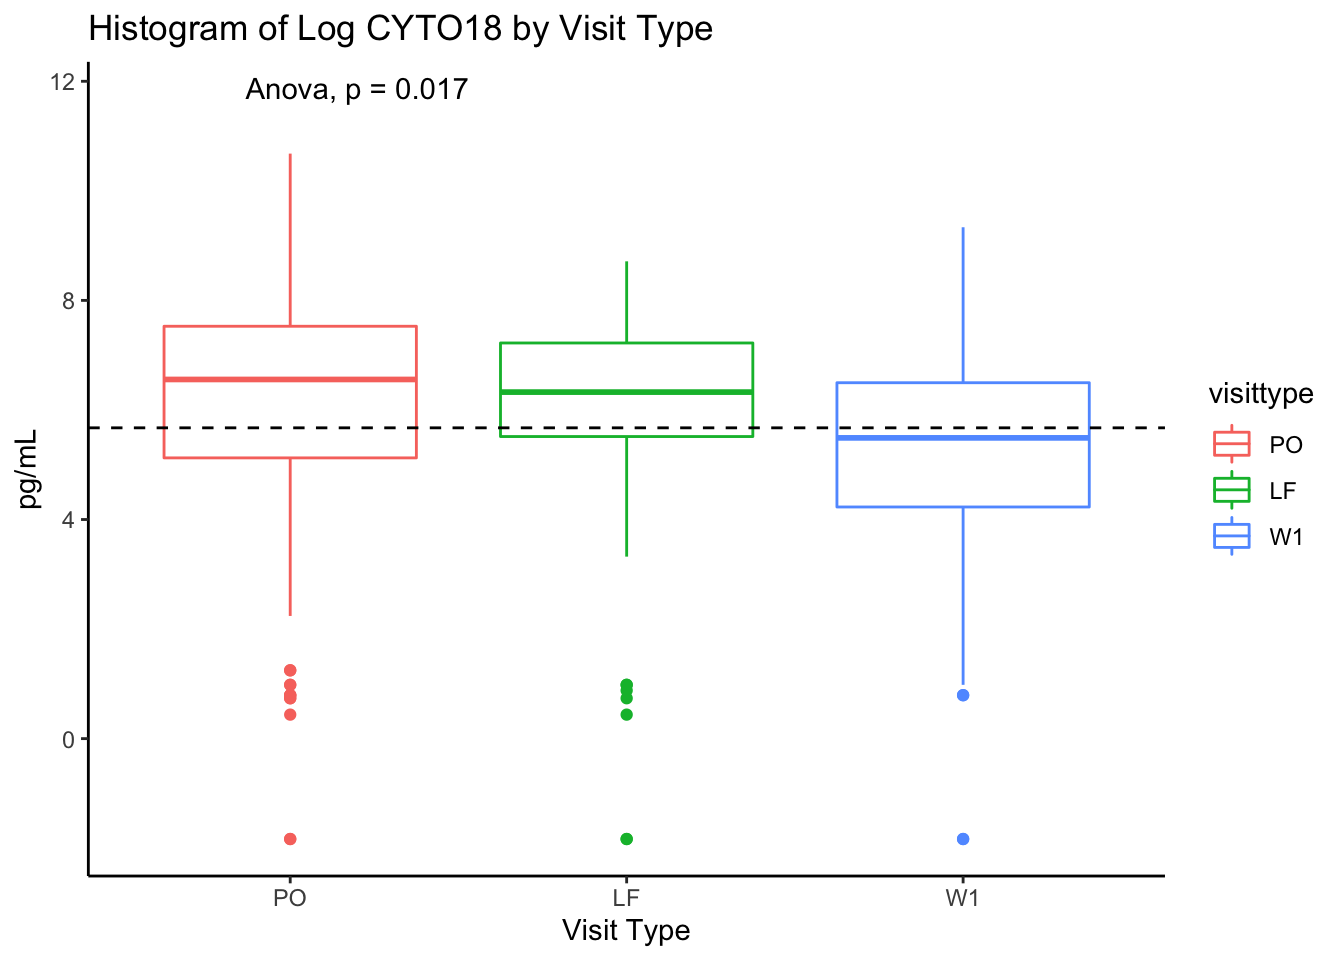 Histogram of Log CYTO18 by Visit Type
Anova, p = 0.017
12
8
4
0
pg/mL
PO
LF
W1
Visit Type
visittype
PO
LF
W1